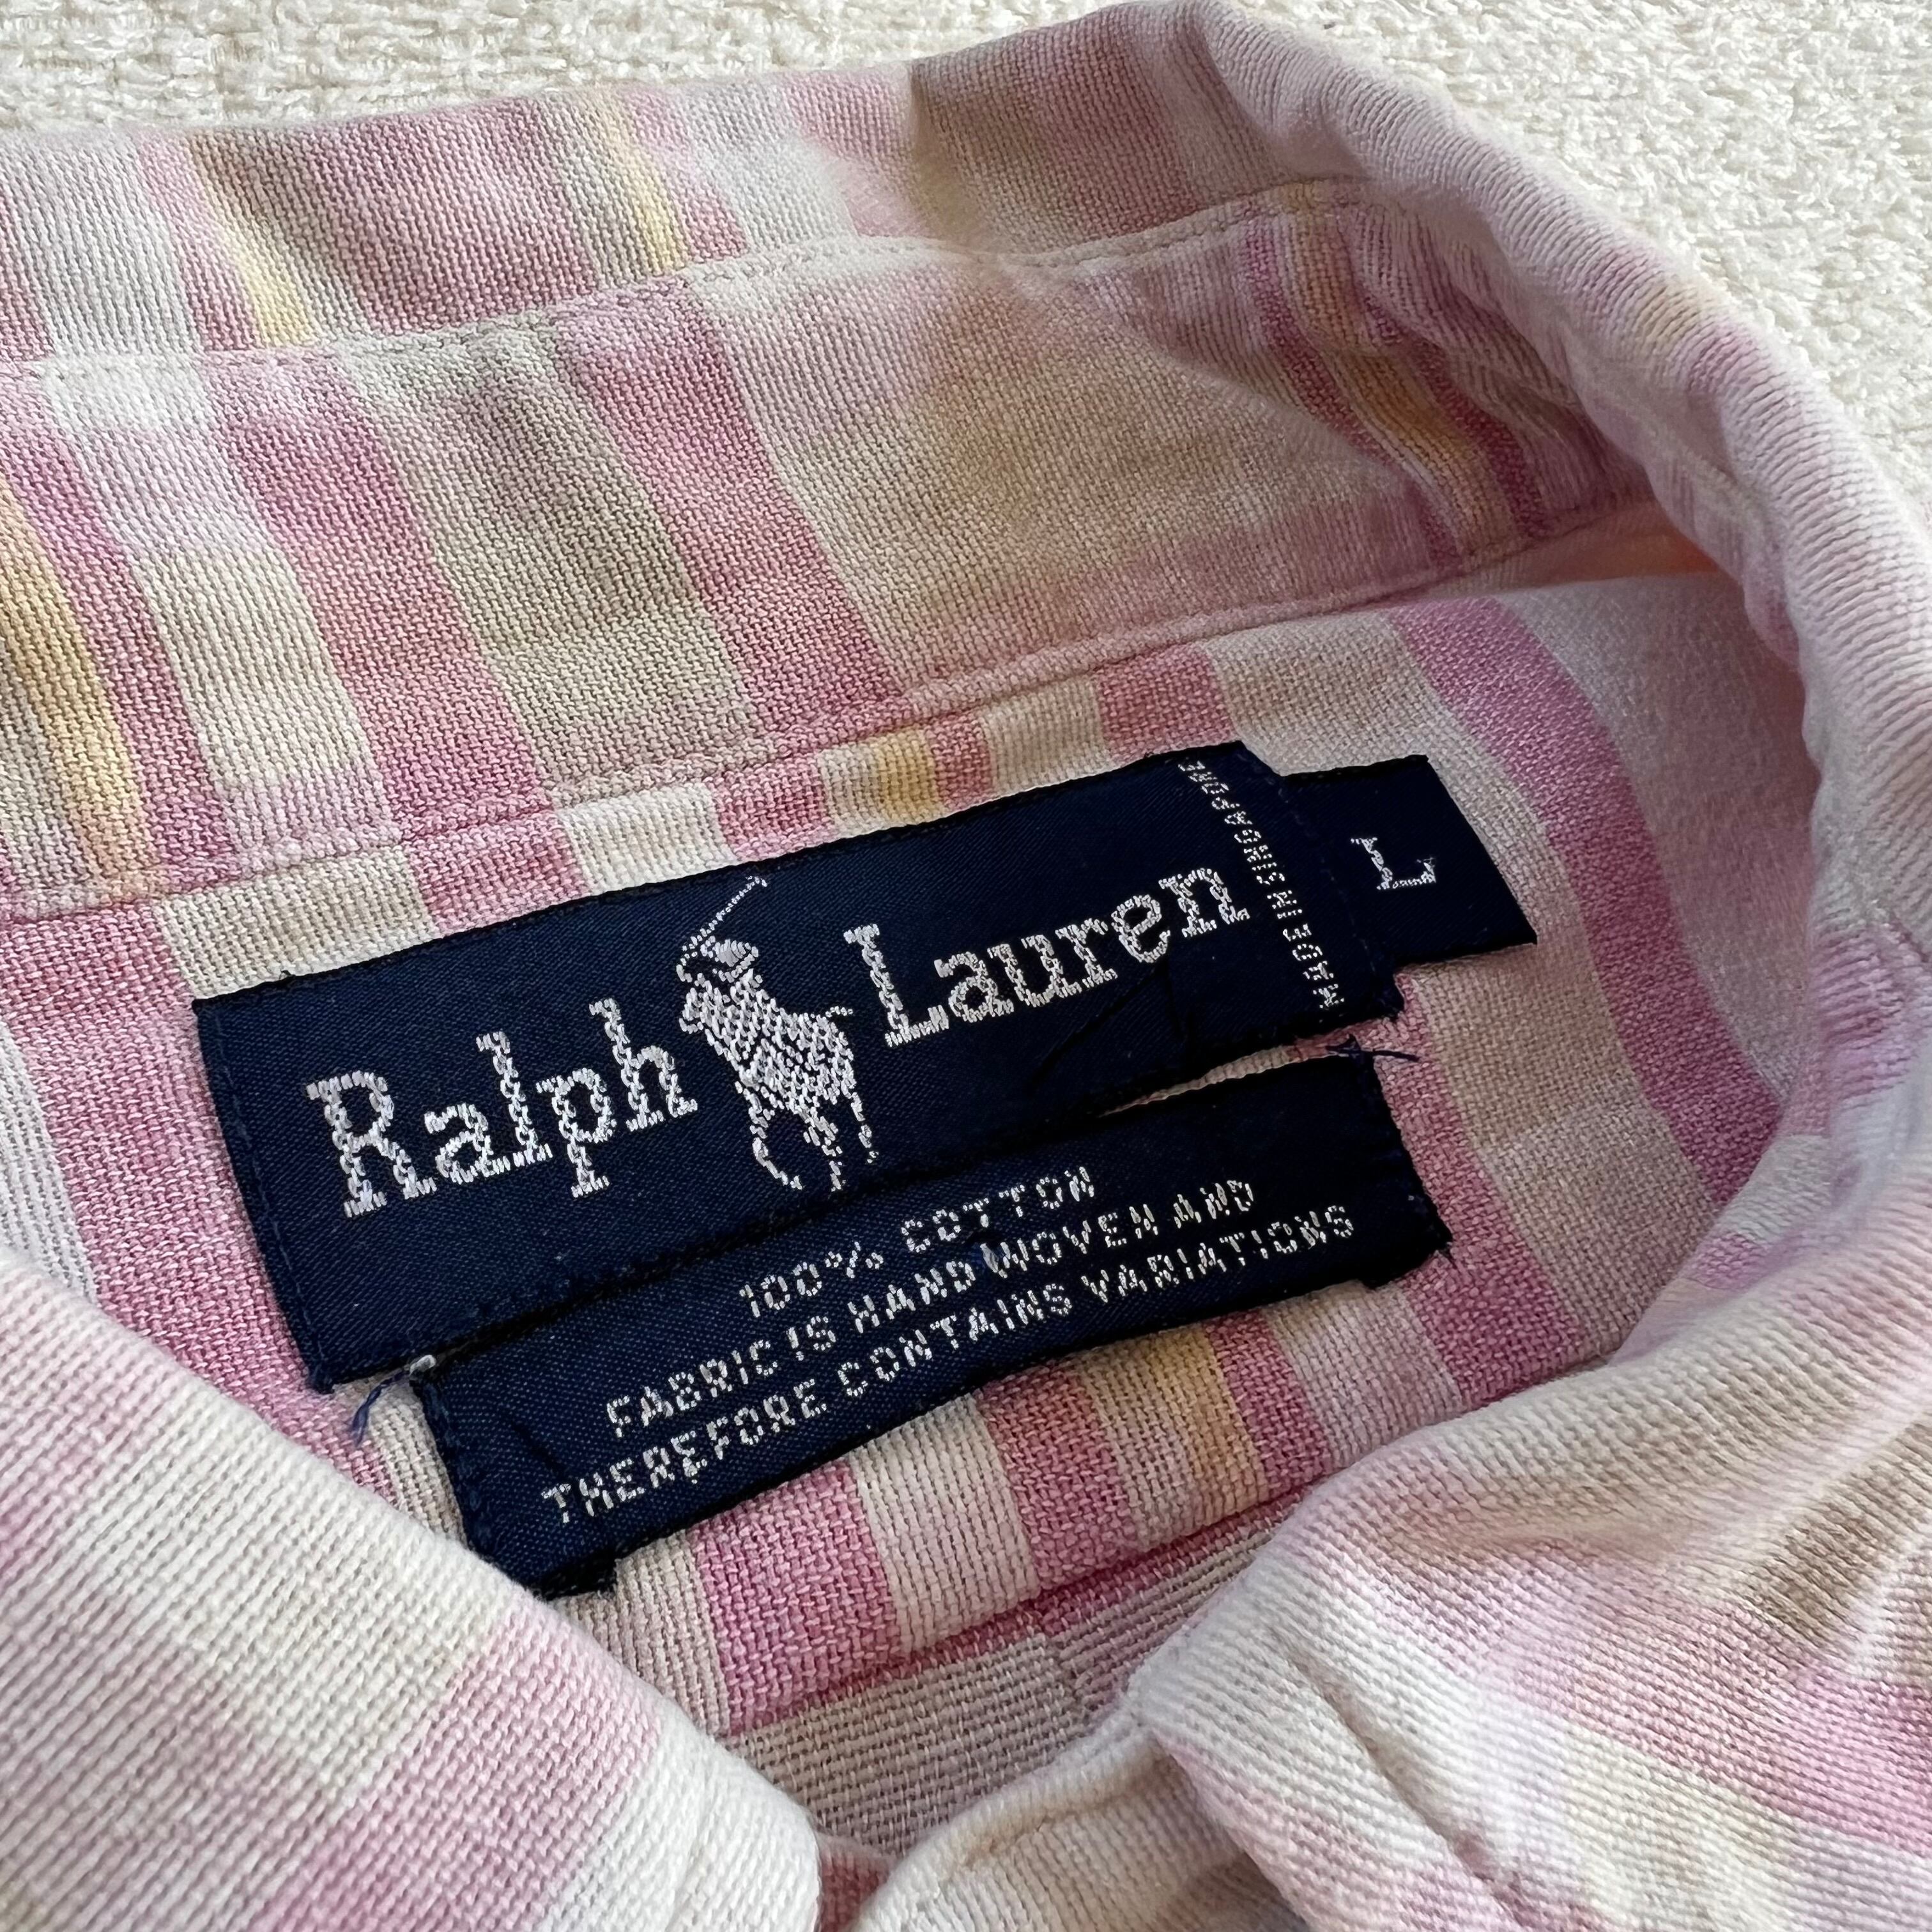 Ralph Lauren
MADE IN SINGAPORE
L
100% COTTON
FABRIC IS HAND WOVEN AND
THEREFORE CONTAINS VARIATIONS